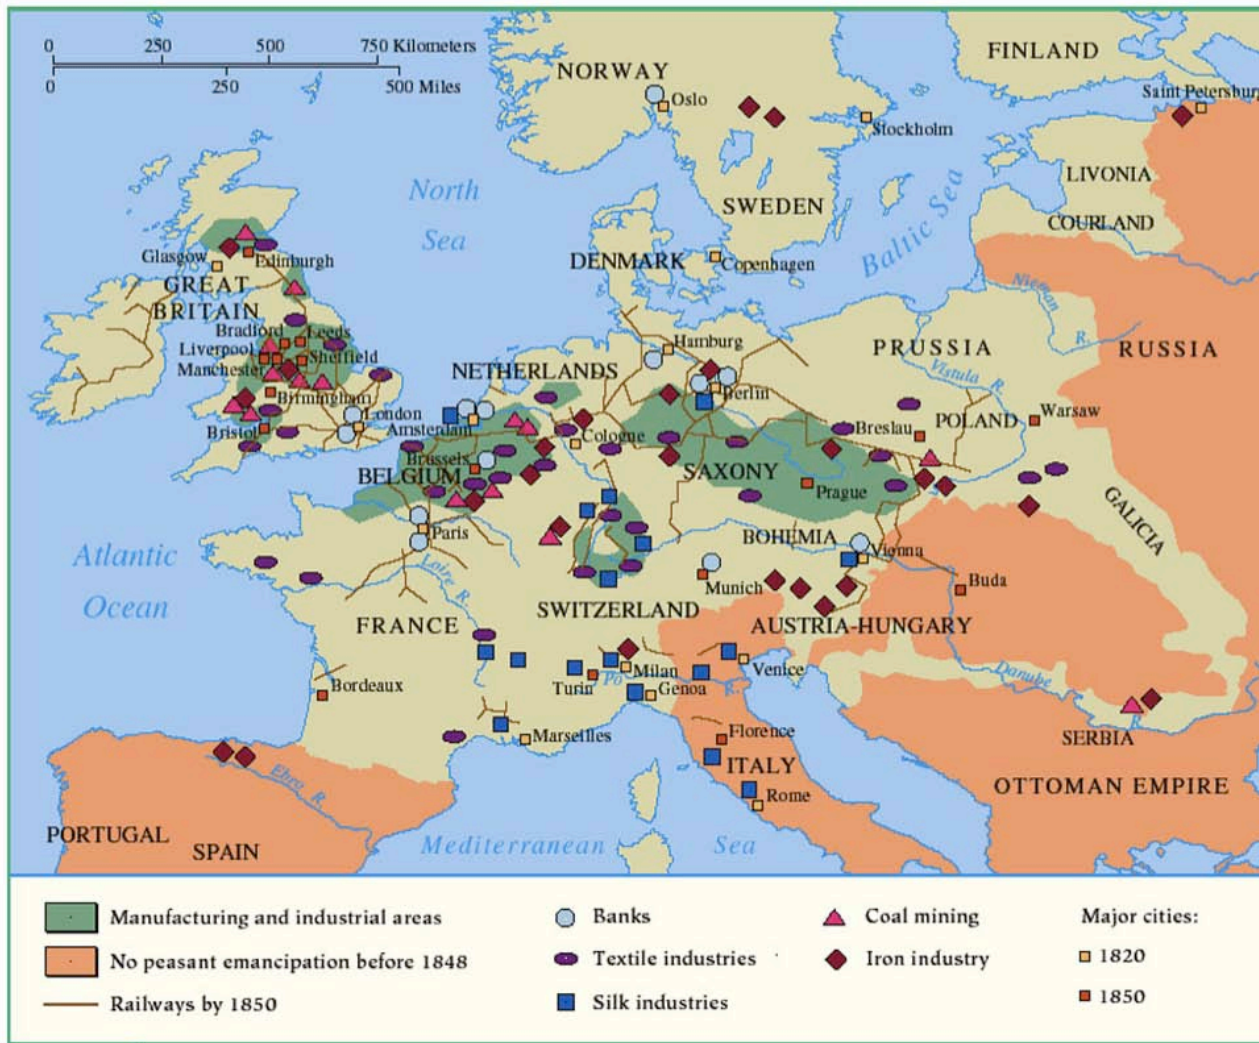 0 250 500 750 Kilometers
0 250 500 Miles
NORWAY
Oslo
FINLAND
Saint Petersburg
Stockholm
North
Sea
SWEDEN
LIVONIA
COURLAND
Baltic Sea
DENMARK
Copenhagen
Glasgow
Edinburgh
GREAT
BRITAIN
Nieman
R.
Bradford
Leeds
Liverpool
Sheffield
Manchester
Birmingham
London
Bristol
NETHERLANDS
Hamburg
PRUSSIA
RUSSIA
Vistula R.
Berlin
Amsterdam
Cologne
Breslau
POLAND
Warsaw
Brussels
BELGIUM
SAXONY
Prague
GALICIA
Paris
Atlantic
Ocean
Loire
R.
BOHEMIA
Vienna
Munich
Buda
SWITZERLAND
FRANCE
AUSTRIA-HUNGARY
Milan
Venice
Turin
Po
R.
Genoa
Bordeaux
Danube
R.
Marseilles
Florence
SERBIA
ITALY
OTTOMAN EMPIRE
Ebro R.
Rome
PORTUGAL
SPAIN
Mediterranean Sea
Manufacturing and industrial areas
No peasant emancipation before 1848
Railways by 1850
Banks
Textile industries
Silk industries
Coal mining
Iron industry
Major cities:
1820
1850